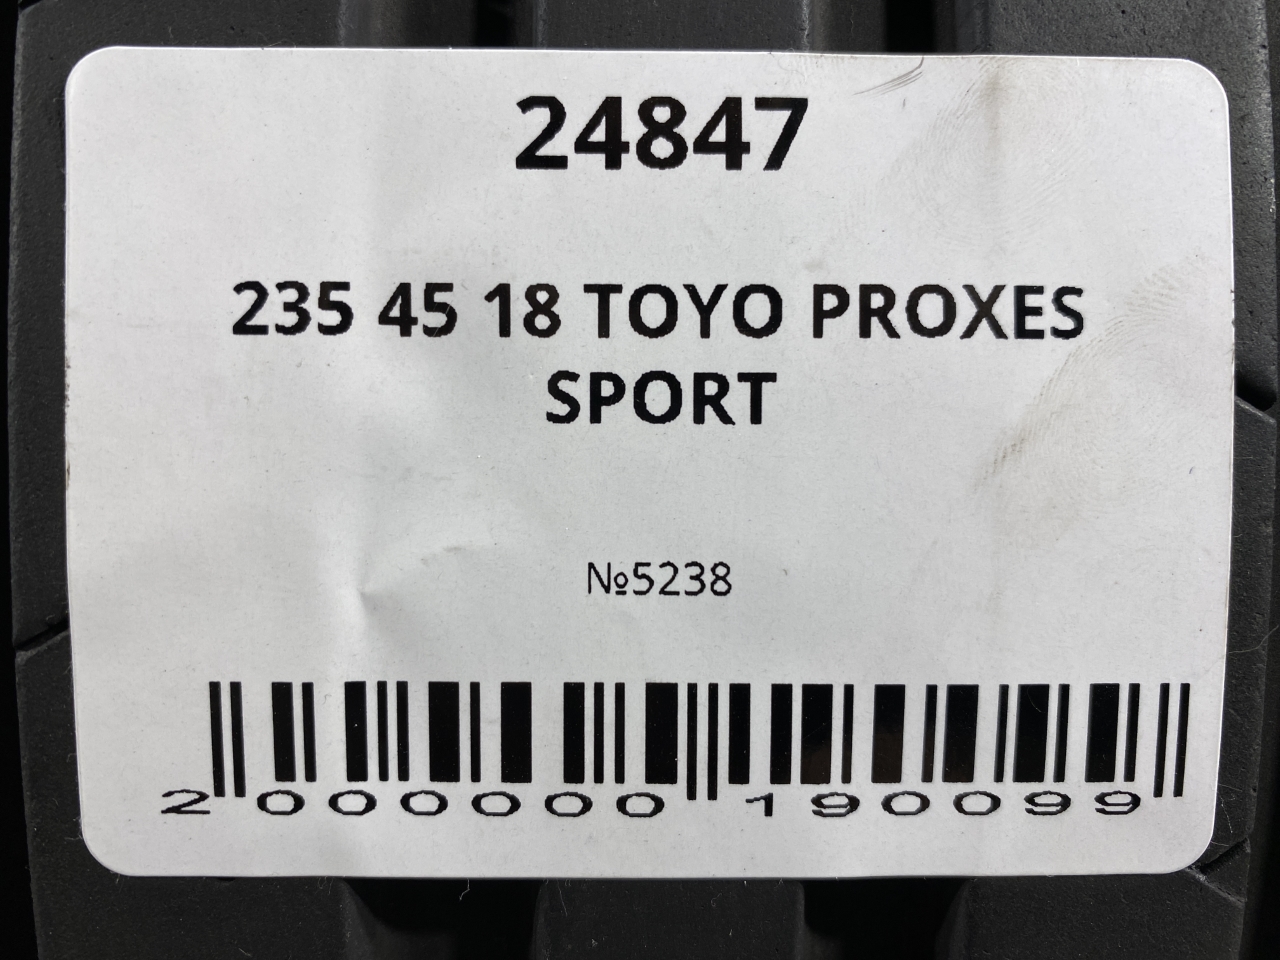 24847
235 45 18 TOYO PROXES
SPORT
№5238
2 000000 190099